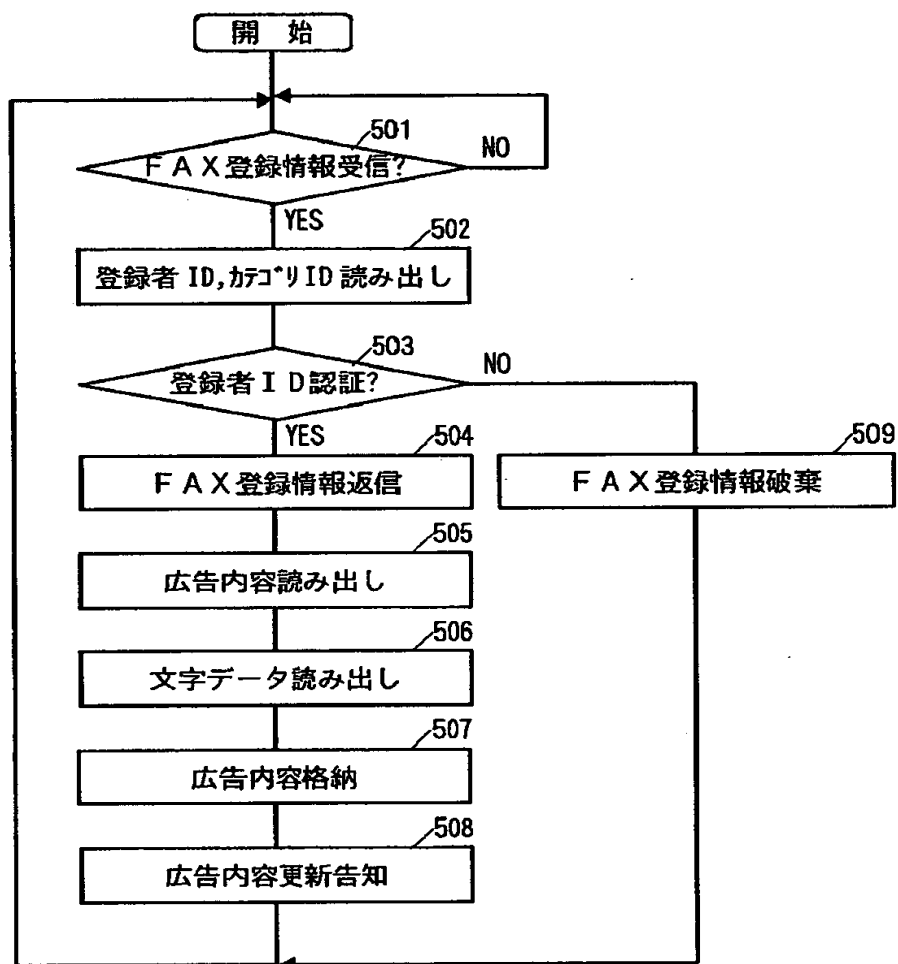 開 始
501
FAX登録情報受信?
NO
YES
502
登録者 ID,カテゴリID 読み出し
503
登録者ID認証?
NO
YES
504
FAX登録情報返信
509
FAX登録情報破棄
505
広告内容読み出し
506
文字データ読み出し
507
広告内容格納
508
広告内容更新告知